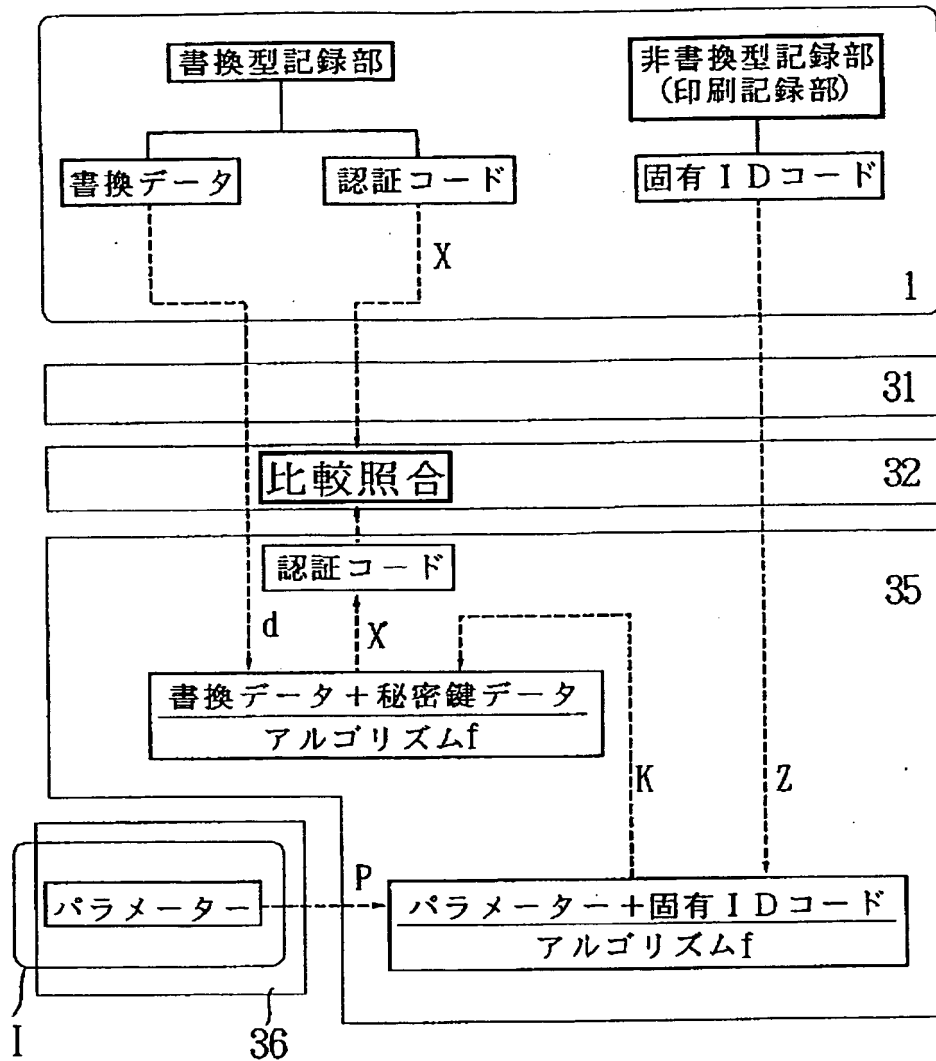 書換型記録部
非書換型記録部
(印刷記録部)
書換データ
認証コード
固有IDコード
X
1
31
比較照合
32
認証コード
35
d
X'
書換データ+秘密鍵データ
アルゴリズムf
K
Z
パラメーター
P
パラメーター+固有IDコード
アルゴリズムf
I
36